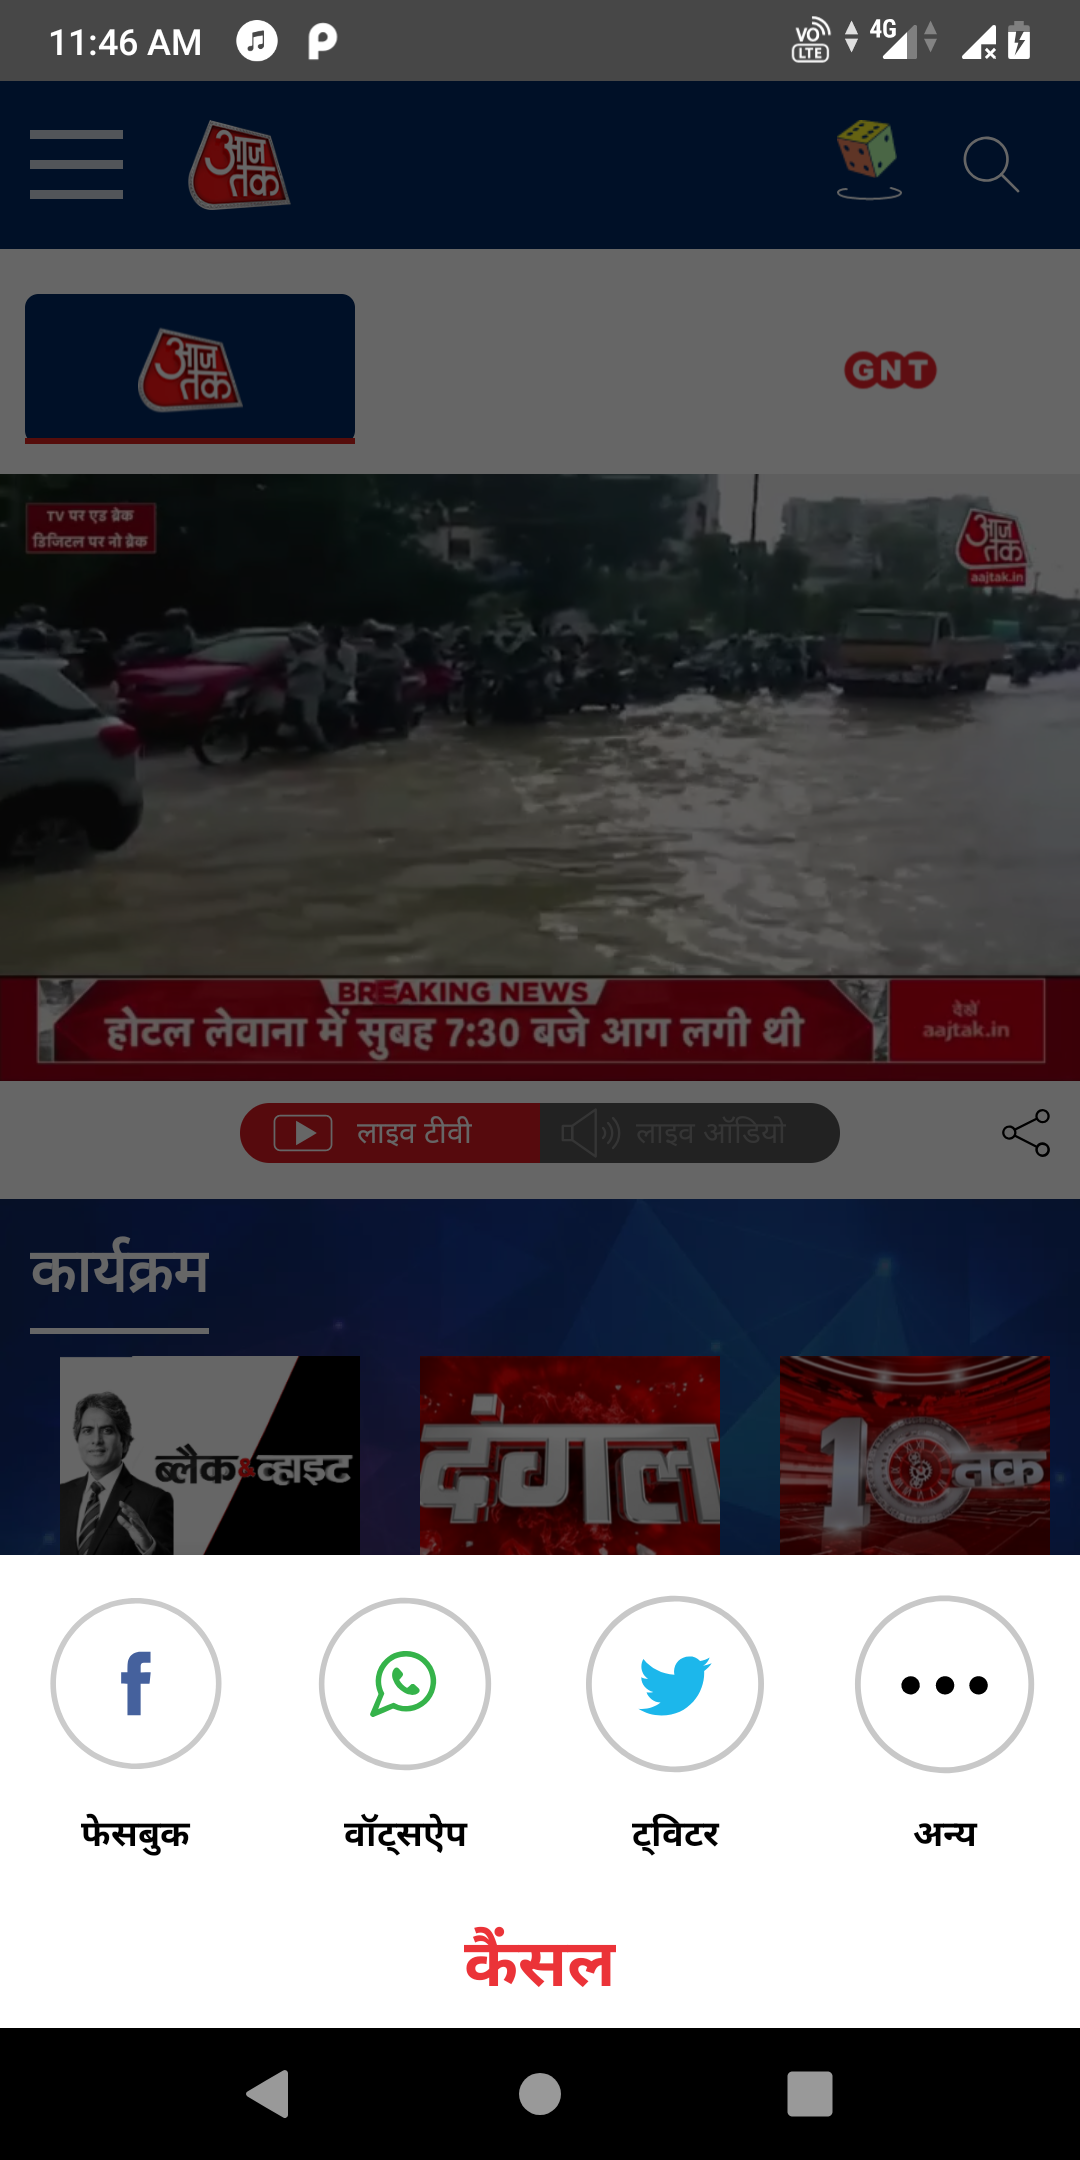 11:46 AM
VO LTE
4G
आज तक
आज तक
GNT
TV पर एड ब्रेक
डिजिटल पर नो ब्रेक
आज तक
aajtak.in
BREAKING NEWS
होटल लेवाना में सुबह 7:30 बजे आग लगी थी
देखें
aajtak.in
लाइव टीवी
लाइव ऑडियो
कार्यक्रम
ब्लैक & व्हाइट
दंगल
10 तक
फेसबुक
वॉट्सऐप
ट्विटर
अन्य
कैंसल